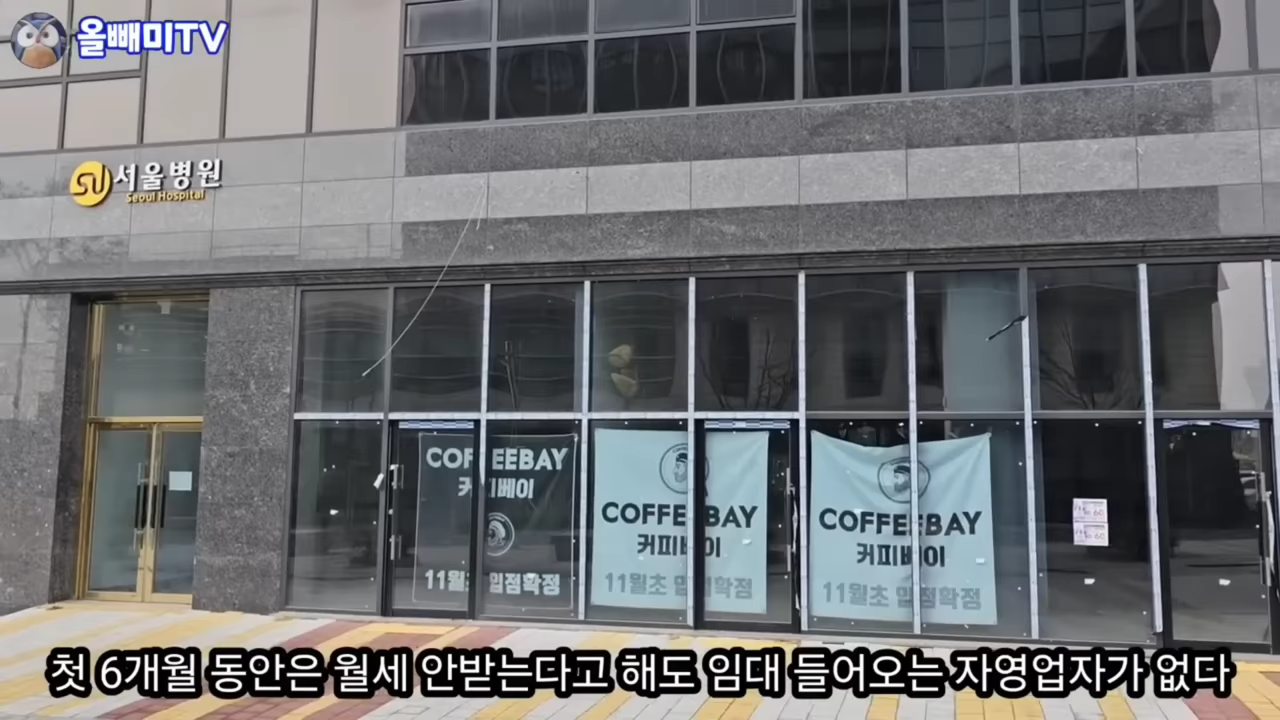 올빼미TV
서울병원
Seoul Hospital
COFFEEBAY
커피베이
11월초 입점확정
COFFEEBAY
커피베이
11월초 입점확정
COFFEEBAY
커피베이
11월초 입점확정
첫 6개월 동안은 월세 안받는다고 해도 임대 들어오는 자영업자가 없다